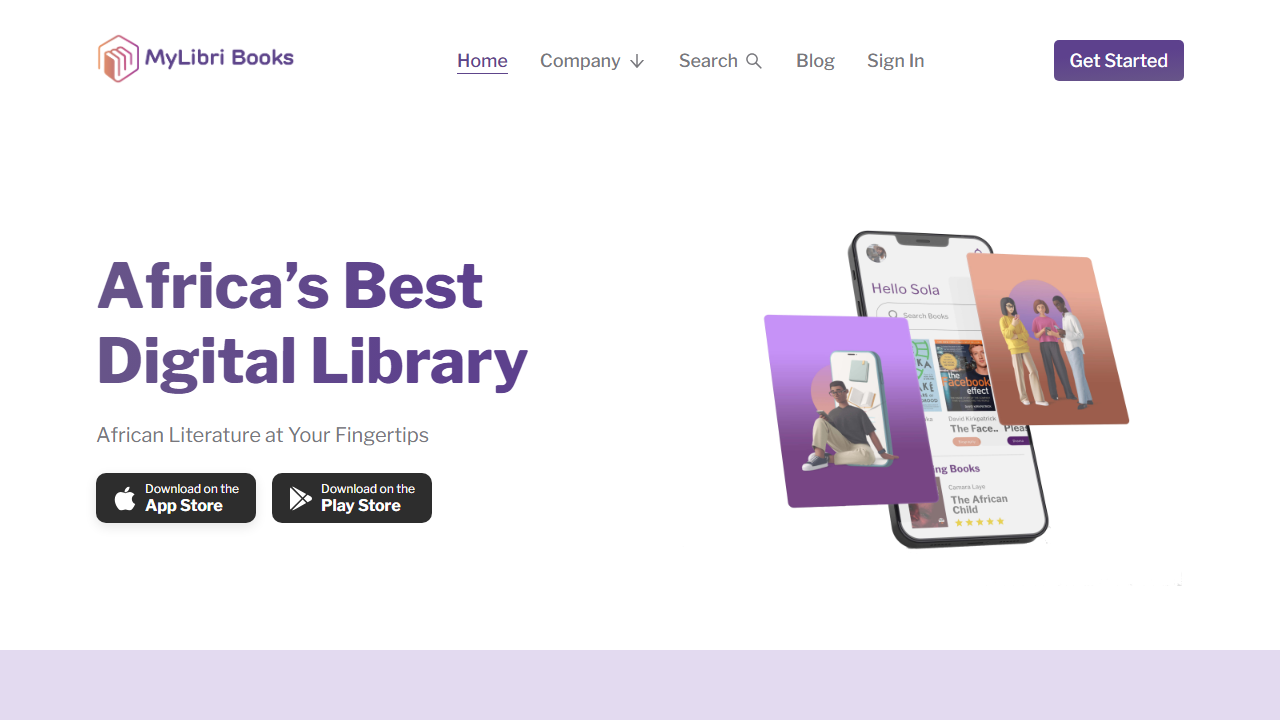 MyLibri Books
Home
Company
Search
Blog
Sign In
Get Started
Africa’s Best
Digital Library
African Literature at Your Fingertips
Download on the
App Store
Download on the
Play Store
Hello Sola
Search Books
the
facebook
effect
David Kirkpatrick
The Face..
Pleas
ng Books
Camara Laye
The African
Child